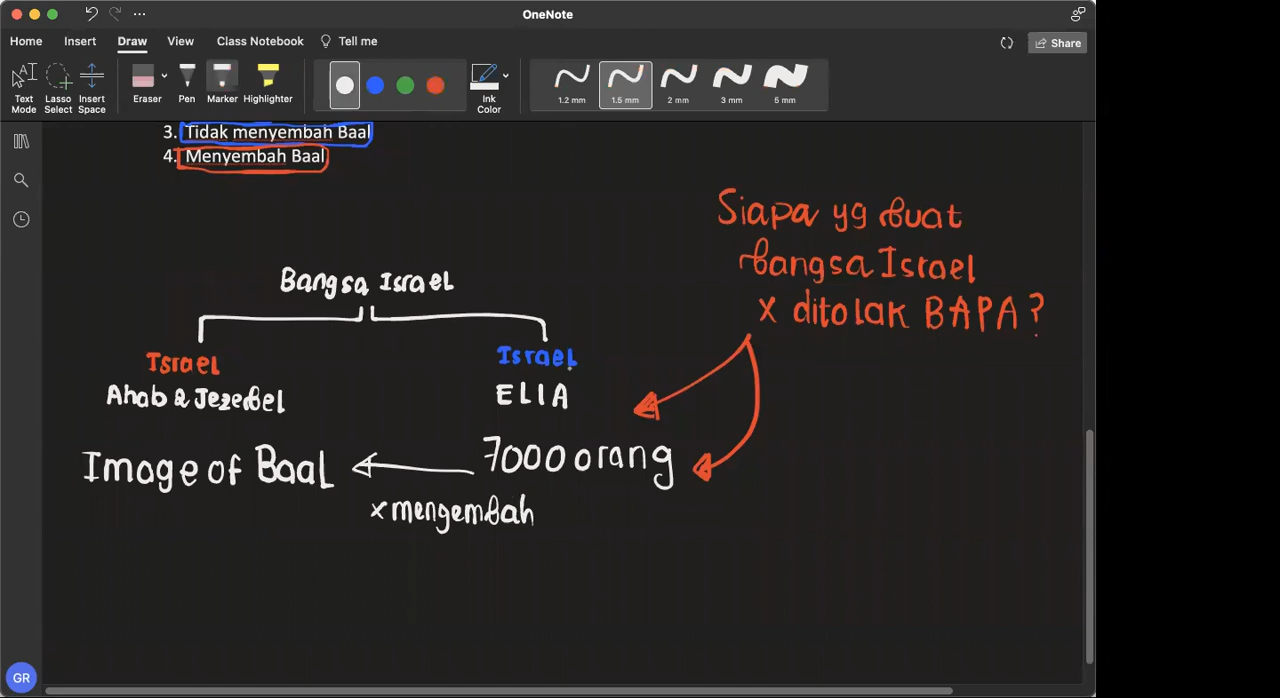 OneNote
Home Insert Draw View Class Notebook Tell me
Share
Text Mode
Lasso Select
Insert Space
Eraser
Pen
Marker
Highlighter
Ink Color
1.2 mm
1.5 mm
2 mm
3 mm
5 mm
3. Tidak menyembah Baal
4. Menyembah Baal
Siapa yg buat
bangsa Israel
x ditolak BAPA?
Bangsa Israel
Israel
Ahab & Jezebel
Israel
ELIA
Image of Baal
7000 orang
x mengembah
GR